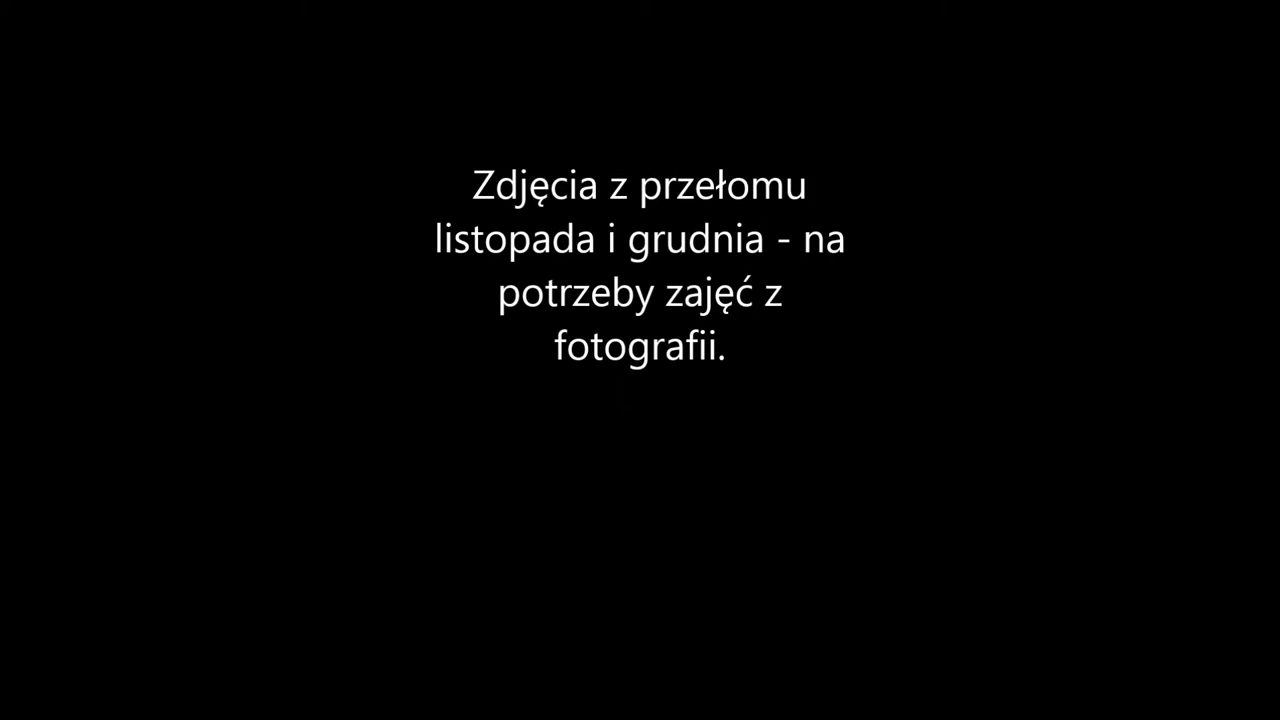 Zdjęcia z przełomu
listopada i grudnia - na
potrzeby zajęć z
fotografii.